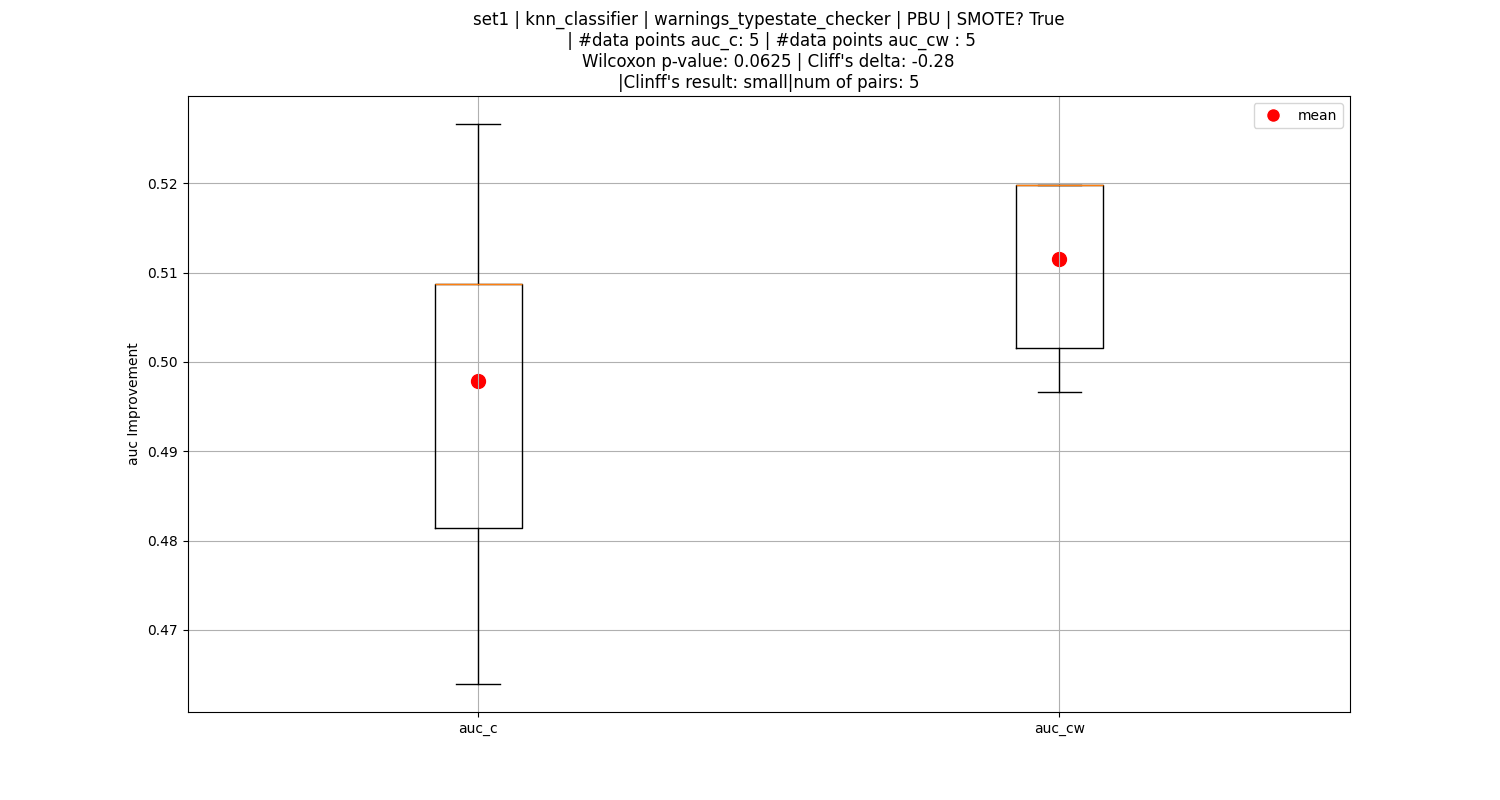 set1 | knn_classifier | warnings_typestate_checker | PBU | SMOTE? True
| #data points auc_c: 5 | #data points auc_cw : 5
Wilcoxon p-value: 0.0625 | Cliff's delta: -0.28
|Clinff's result: small|num of pairs: 5
mean
0.52
0.51
0.50
0.49
0.48
0.47
auc Improvement
auc_c
auc_cw